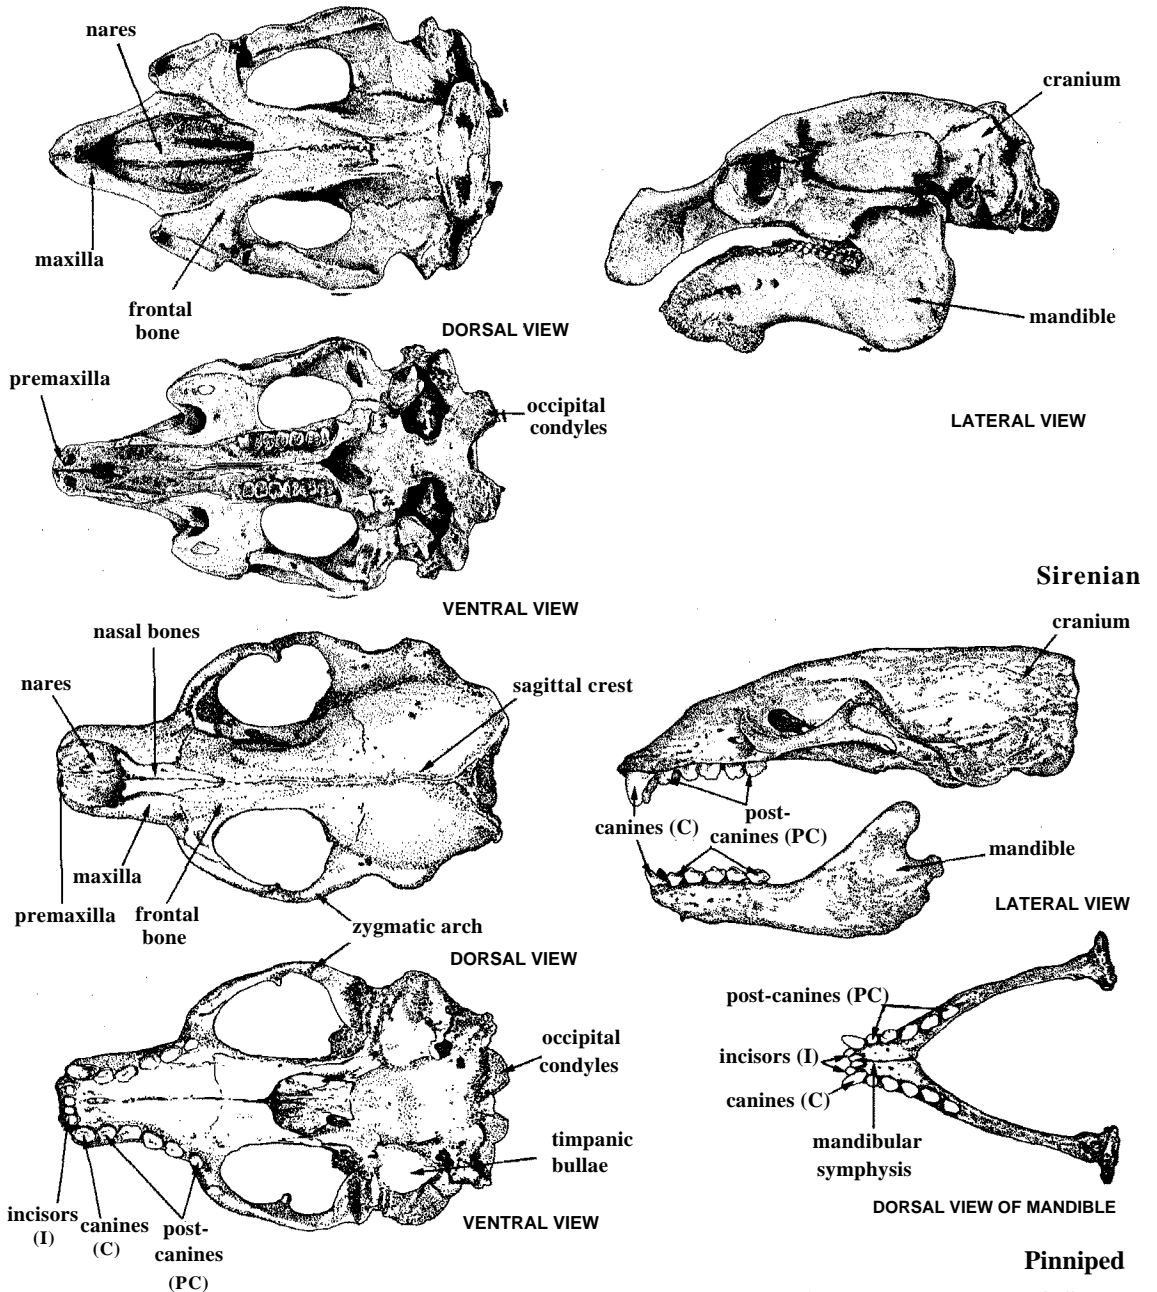 nares
maxilla
frontal
bone
DORSAL VIEW
cranium
mandible
LATERAL VIEW
premaxilla
occipital
condyles
VENTRAL VIEW
Sirenian
nasal bones
nares
sagittal crest
maxilla
premaxilla
frontal
bone
zygmatic arch
DORSAL VIEW
cranium
canines (C)
post-
canines (PC)
mandible
LATERAL VIEW
occipital
condyles
timpanic
bullae
incisors
(I)
canines
(C)
post-
canines
(PC)
VENTRAL VIEW
post-canines (PC)
incisors (I)
canines (C)
mandibular
symphysis
DORSAL VIEW OF MANDIBLE
Pinniped